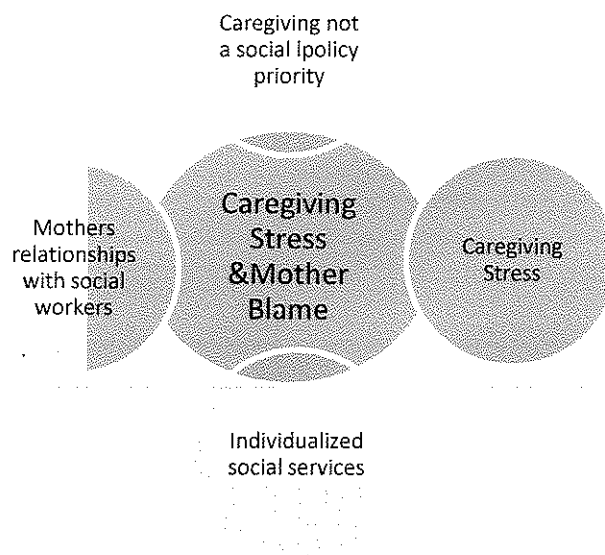 Caregiving not
a social ipolicy
priority
Mothers
relationships
with social
workers
Caregiving
Stress
&Mother
Blame
Caregiving
Stress
Individualized
social services